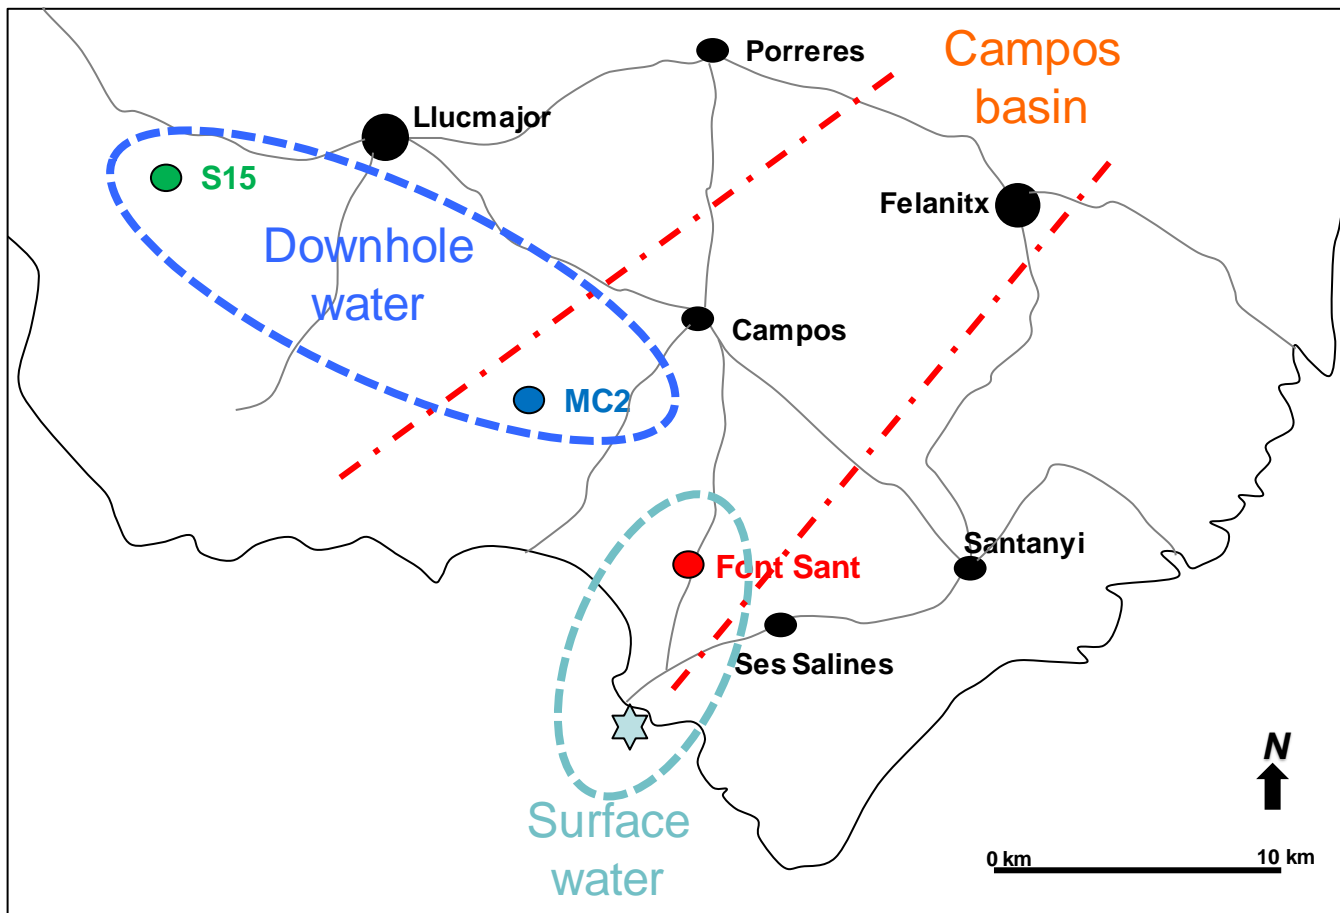 Porreres
Campos
basin
Llucmajor
S15
Felanitx
Downhole
water
Campos
MC2
Santanyi
Font Sant
Ses Salines
N
Surface
water
0 km
10 km